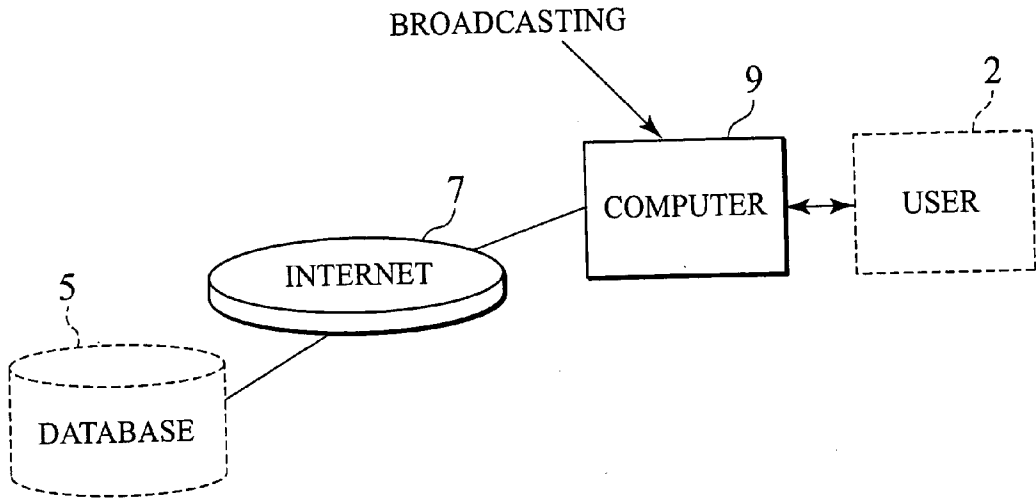 BROADCASTING
9
2
COMPUTER
USER
7
INTERNET
5
DATABASE